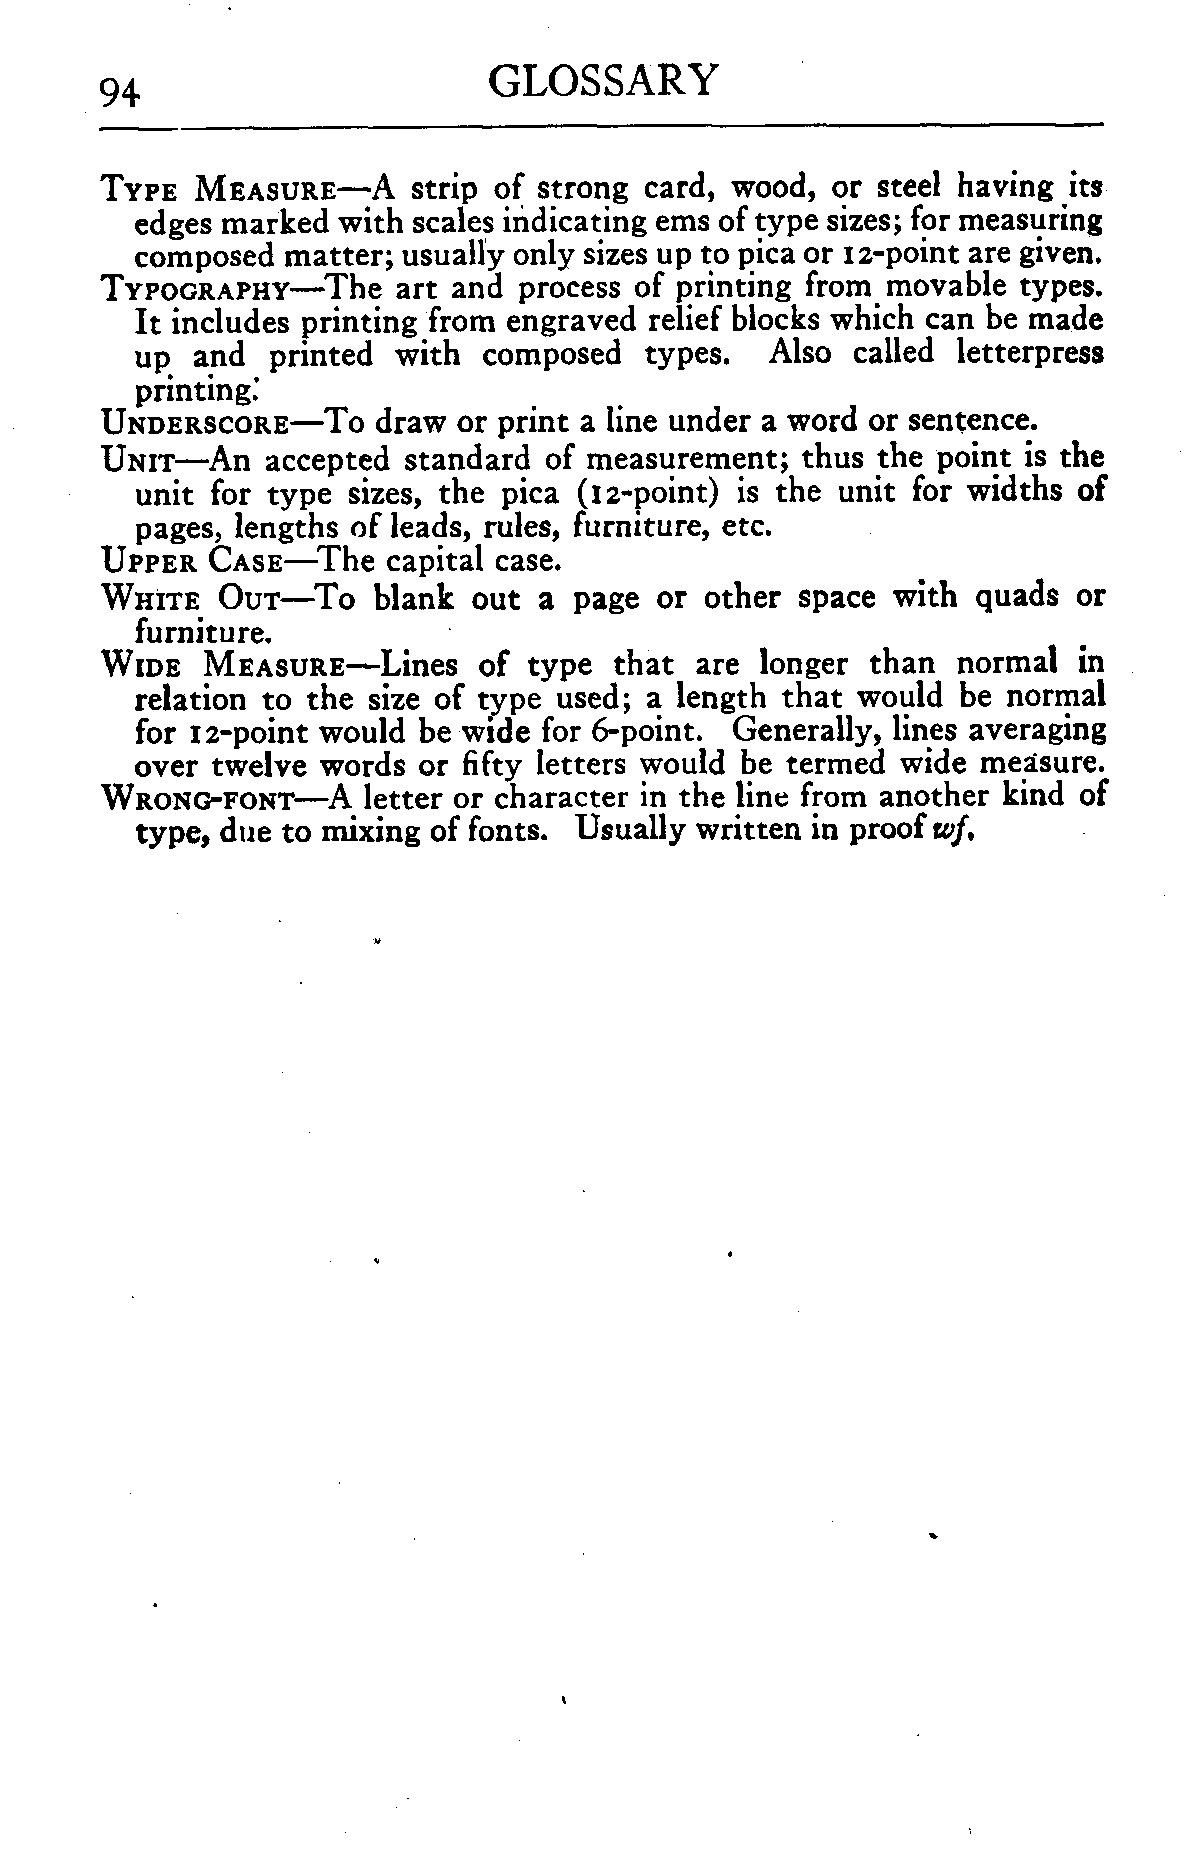 94
GLOSSARY
TYPE MEASURE—A strip of strong card, wood, or steel having its
edges marked with scales indicating ems of type sizes; for measuring
composed matter; usually only sizes up to pica or 12-point are given.
TYPOGRAPHY—The art and process of printing from movable types.
It includes printing from engraved relief blocks which can be made
up and printed with composed types. Also called letterpress
printing.
UNDERSCORE—To draw or print a line under a word or sentence.
UNIT—An accepted standard of measurement; thus the point is the
unit for type sizes, the pica (12-point) is the unit for widths of
pages, lengths of leads, rules, furniture, etc.
UPPER CASE—The capital case.
WHITE OUT—To blank out a page or other space with quads or
furniture.
WIDE MEASURE—Lines of type that are longer than normal in
relation to the size of type used; a length that would be normal
for 12-point would be wide for 6-point. Generally, lines averaging
over twelve words or fifty letters would be termed wide measure.
WRONG-FONT—A letter or character in the line from another kind of
type, due to mixing of fonts. Usually written in proof wf.